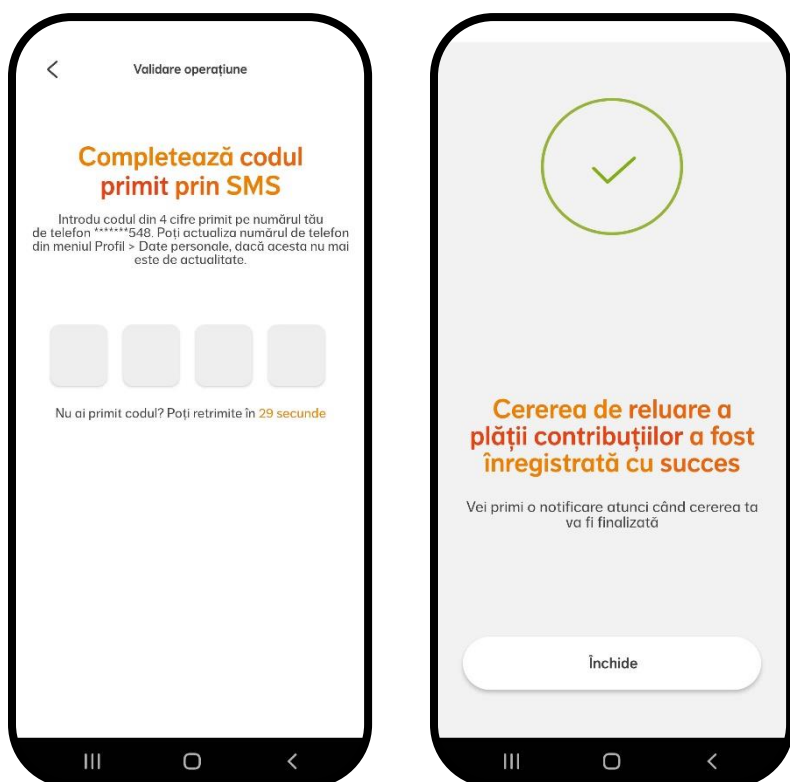 Validare operațiune
Completează codul
primit prin SMS
Introdu codul din 4 cifre primit pe numărul tău
de telefon *******548. Poți actualiza numărul de telefon
din meniul Profil > Date personale, dacă acesta nu mai
este de actualitate.
Nu ai primit codul? Poți retrimite în 29 secunde
Cererea de reluare a
plății contribuțiilor a fost
înregistrată cu succes
Vei primi o notificare atunci când cererea ta
va fi finalizată
Închide